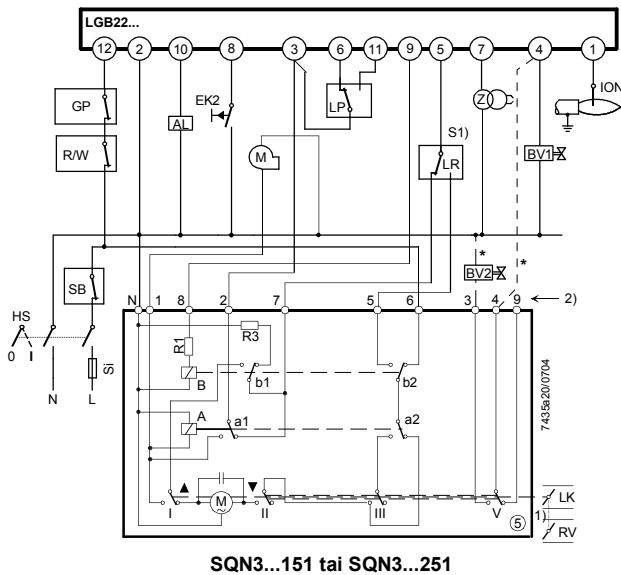 LGB22...
12 2 10 8 3 6 11 9 5 7 4 1
ION
GP
EK2
AL
LP
Z
S1)
R/W
M
LR
BV1
*
*
BV2
SB
HS
N 1 8 2 7 5 6 3 4 9 2)
0 I
Si
R1
R3
B
b1
b2
N L
A
a1
a2
7435a20/0704
M
~
I II III V
LK
1)
5
RV
SQN3...151 tai SQN3...251